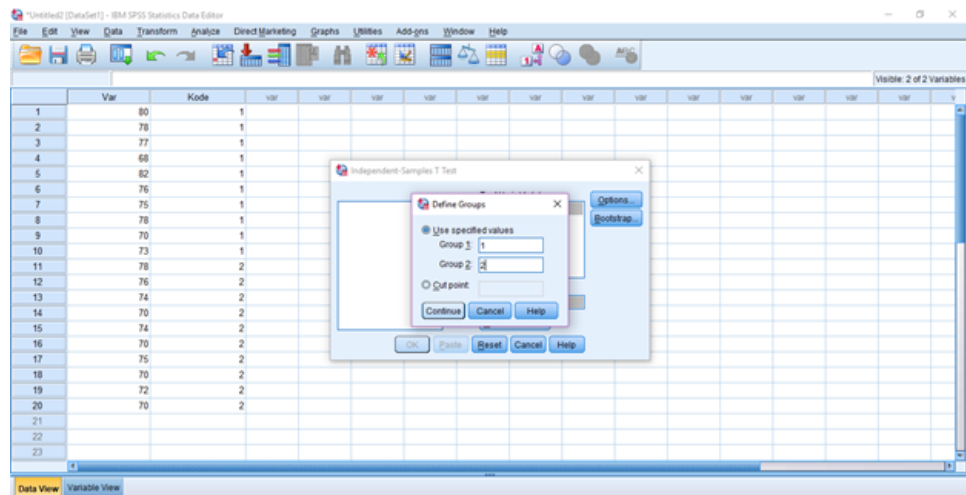 *Untitled2 [DataSet1] - IBM SPSS Statistics Data Editor
File Edit View Data Transform Analyze Direct Marketing Graphs Utilities Add-ons Window Help
Visible: 2 of 2 Variables
Var Kode var var var var var var var var var var var var var
1 80 1
2 78 1
3 77 1
4 68 1
5 82 1
6 76 1
7 75 1
8 78 1
9 70 1
10 73 1
11 78 2
12 76 2
13 74 2
14 70 2
15 74 2
16 70 2
17 75 2
18 70 2
19 72 2
20 70 2
21
22
23
Independent-Samples T Test
Options...
Bootstrap...
Define Groups
Use specified values
Group 1: 1
Group 2: 2
Cut point:
Continue Cancel Help
OK Paste Reset Cancel Help
Data View Variable View